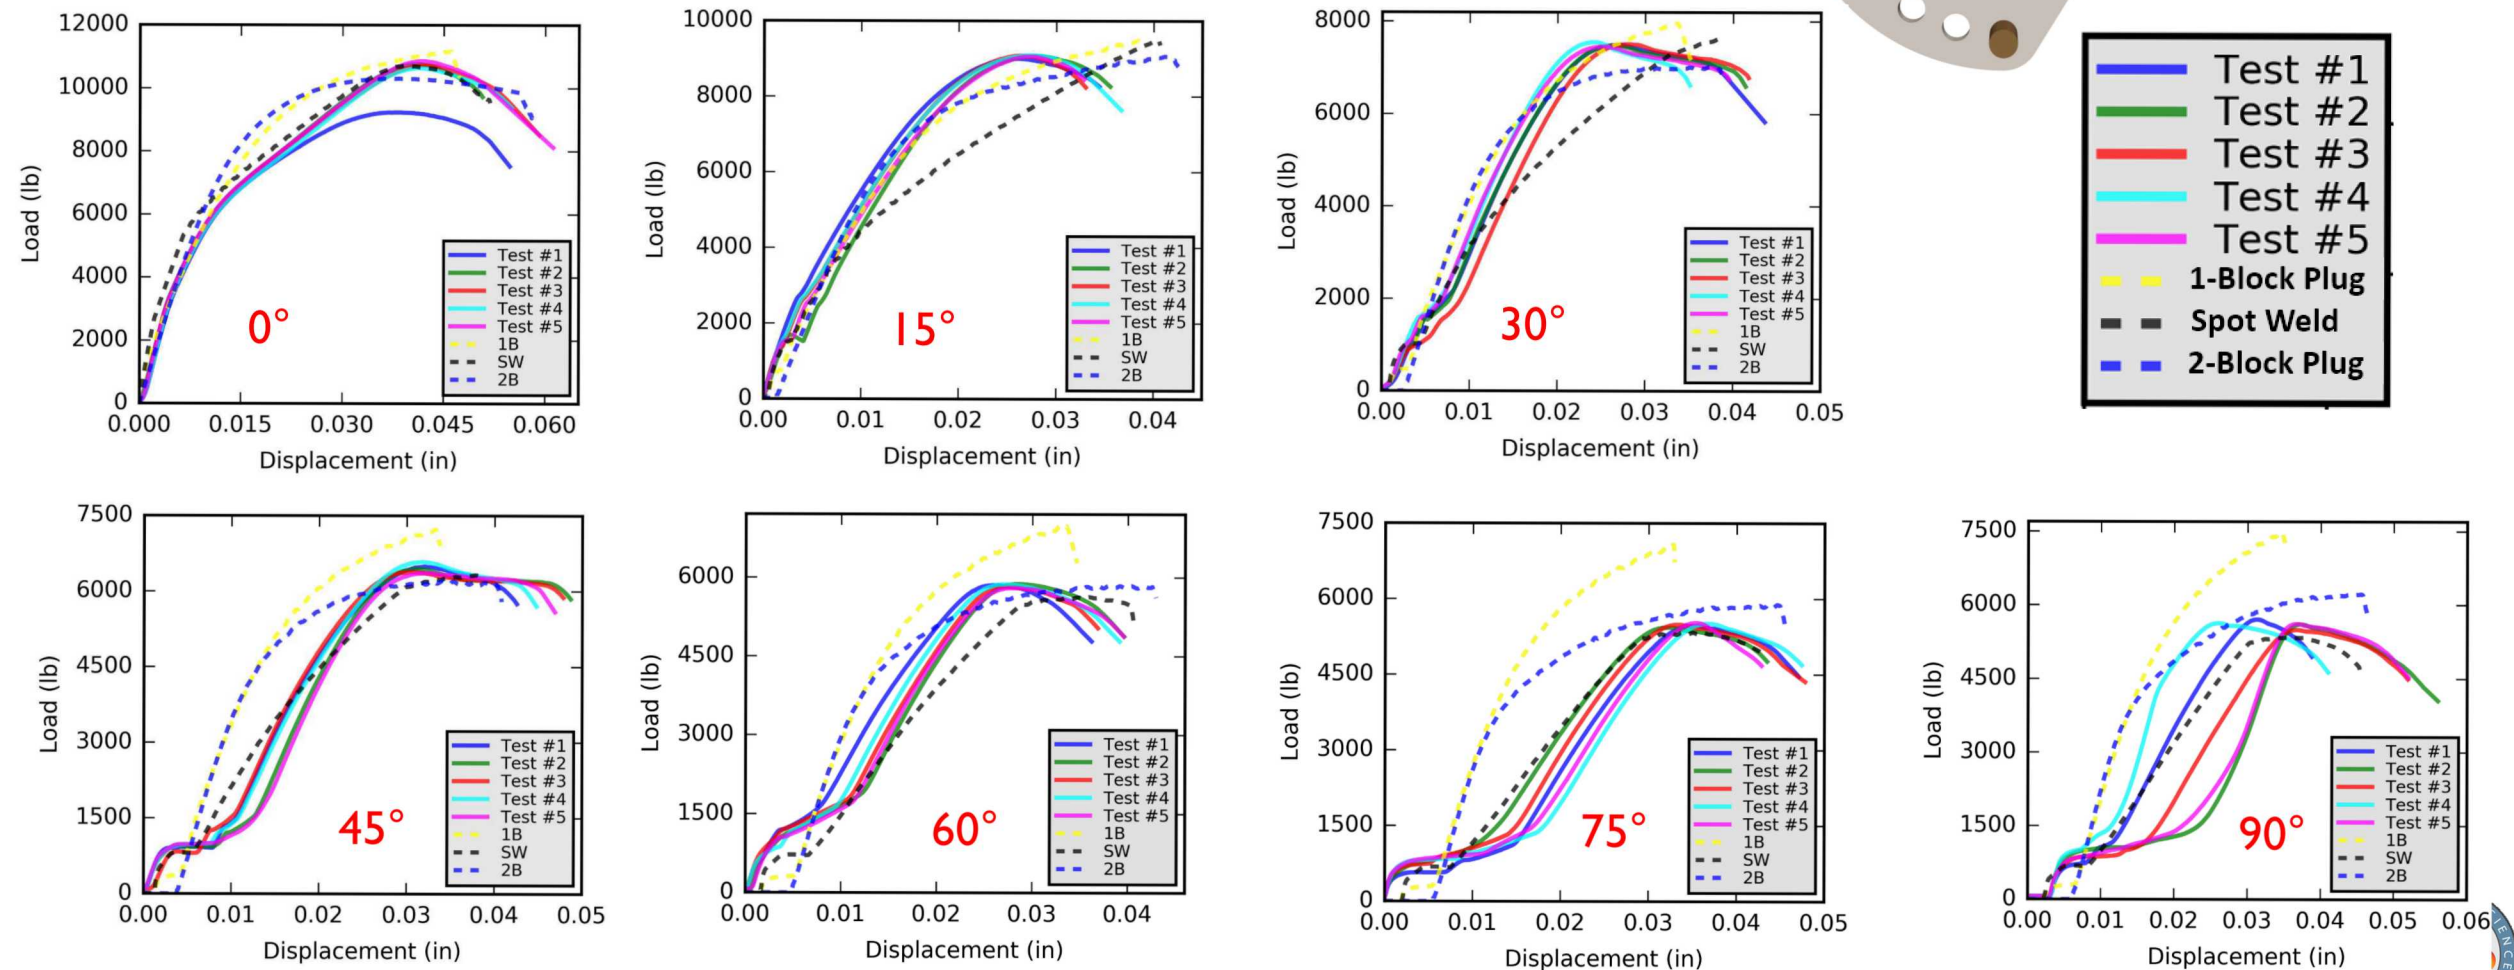 12000
10000
8000
6000
4000
2000
0
0.000 0.015 0.030 0.045 0.060
Load (lb)
Displacement (in)
0°
Test #1
Test #2
Test #3
Test #4
Test #5
1B
SW
2B
10000
8000
6000
4000
2000
0
0.00 0.01 0.02 0.03 0.04
Load (lb)
Displacement (in)
15°
Test #1
Test #2
Test #3
Test #4
Test #5
1B
SW
2B
8000
6000
4000
2000
0
0.00 0.01 0.02 0.03 0.04 0.05
Load (lb)
Displacement (in)
30°
Test #1
Test #2
Test #3
Test #4
Test #5
1B
SW
2B
Test #1
Test #2
Test #3
Test #4
Test #5
1-Block Plug
Spot Weld
2-Block Plug
7500
6000
4500
3000
1500
0
0.00 0.01 0.02 0.03 0.04 0.05
Load (lb)
Displacement (in)
45°
Test #1
Test #2
Test #3
Test #4
Test #5
1B
SW
2B
6000
4500
3000
1500
0
0.00 0.01 0.02 0.03 0.04
Load (lb)
Displacement (in)
60°
Test #1
Test #2
Test #3
Test #4
Test #5
1B
SW
2B
7500
6000
4500
3000
1500
0
0.00 0.01 0.02 0.03 0.04 0.05
Load (lb)
Displacement (in)
75°
Test #1
Test #2
Test #3
Test #4
Test #5
1B
SW
2B
7500
6000
4500
3000
1500
0
0.00 0.01 0.02 0.03 0.04 0.05 0.06
Load (lb)
Displacement (in)
90°
Test #1
Test #2
Test #3
Test #4
Test #5
1B
SW
2B